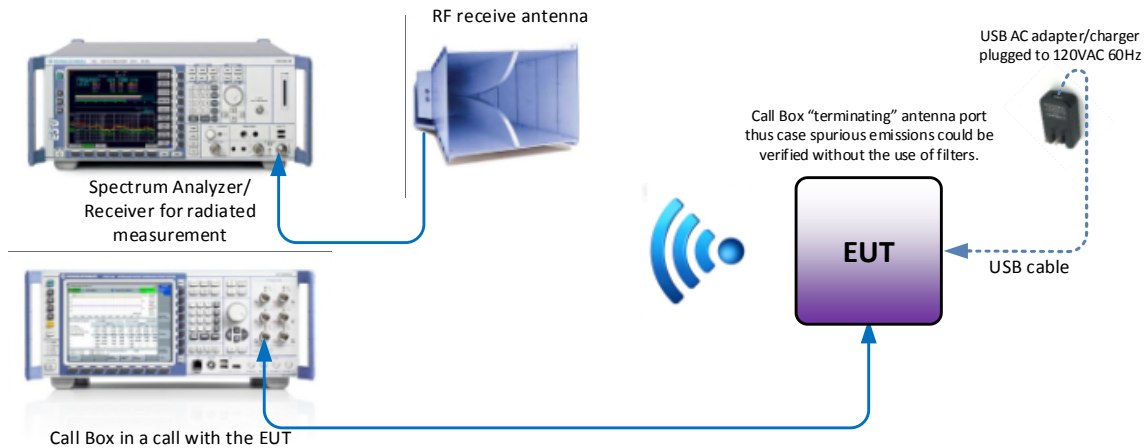 RF receive antenna
USB AC adapter/charger
plugged to 120VAC 60Hz
Call Box “terminating” antenna port
thus case spurious emissions could be
verified without the use of filters.
Spectrum Analyzer/
Receiver for radiated
measurement
EUT
USB cable
Call Box in a call with the EUT